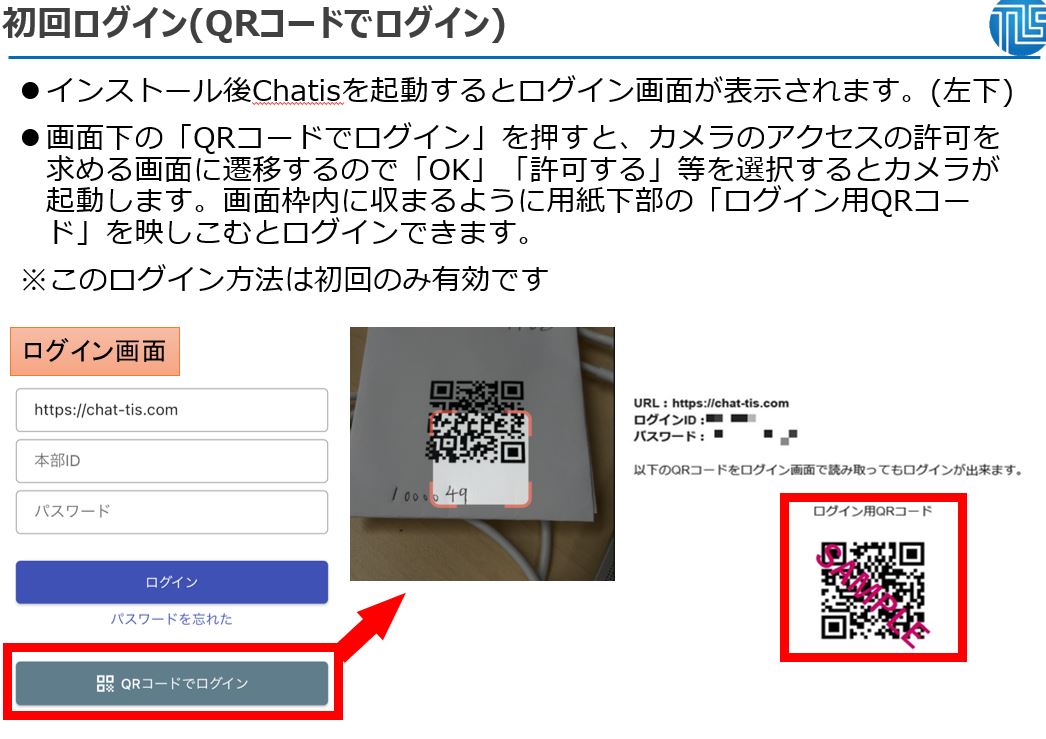 初回ログイン(QRコードでログイン)
TLS
●インストール後Chatisを起動するとログイン画面が表示されます。(左下)
●画面下の「QRコードでログイン」を押すと、カメラのアクセスの許可を
求める画面に遷移するので「OK」「許可する」等を選択するとカメラが
起動します。画面枠内に収まるように用紙下部の「ログイン用QRコー
ド」を映しこむとログインできます。
※このログイン方法は初回のみ有効です
ログイン画面
https://chat-tis.com
本部ID
パスワード
ログイン
パスワードを忘れた
QRコードでログイン
1000049
URL:https://chat-tis.com
ログインID:
パスワード:
以下のQRコードをログイン画面で読み取ってもログインが出来ます。
ログイン用QRコード
SAMPLE